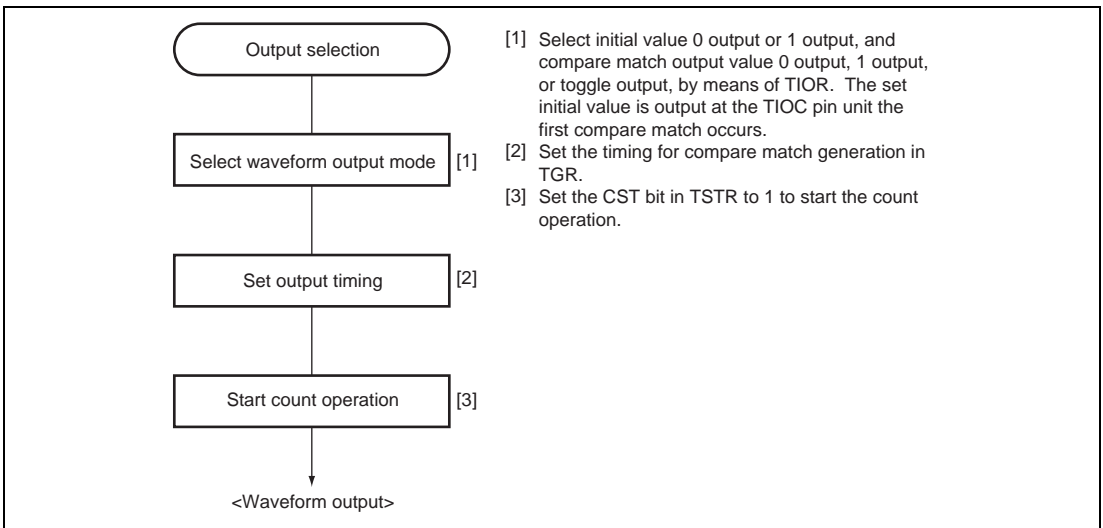 Output selection
Select waveform output mode
[1]
Set output timing
[2]
Start count operation
[3]
<Waveform output>
[1] Select initial value 0 output or 1 output, and
compare match output value 0 output, 1 output,
or toggle output, by means of TIOR. The set
initial value is output at the TIOC pin unit the
first compare match occurs.
[2] Set the timing for compare match generation in
TGR.
[3] Set the CST bit in TSTR to 1 to start the count
operation.